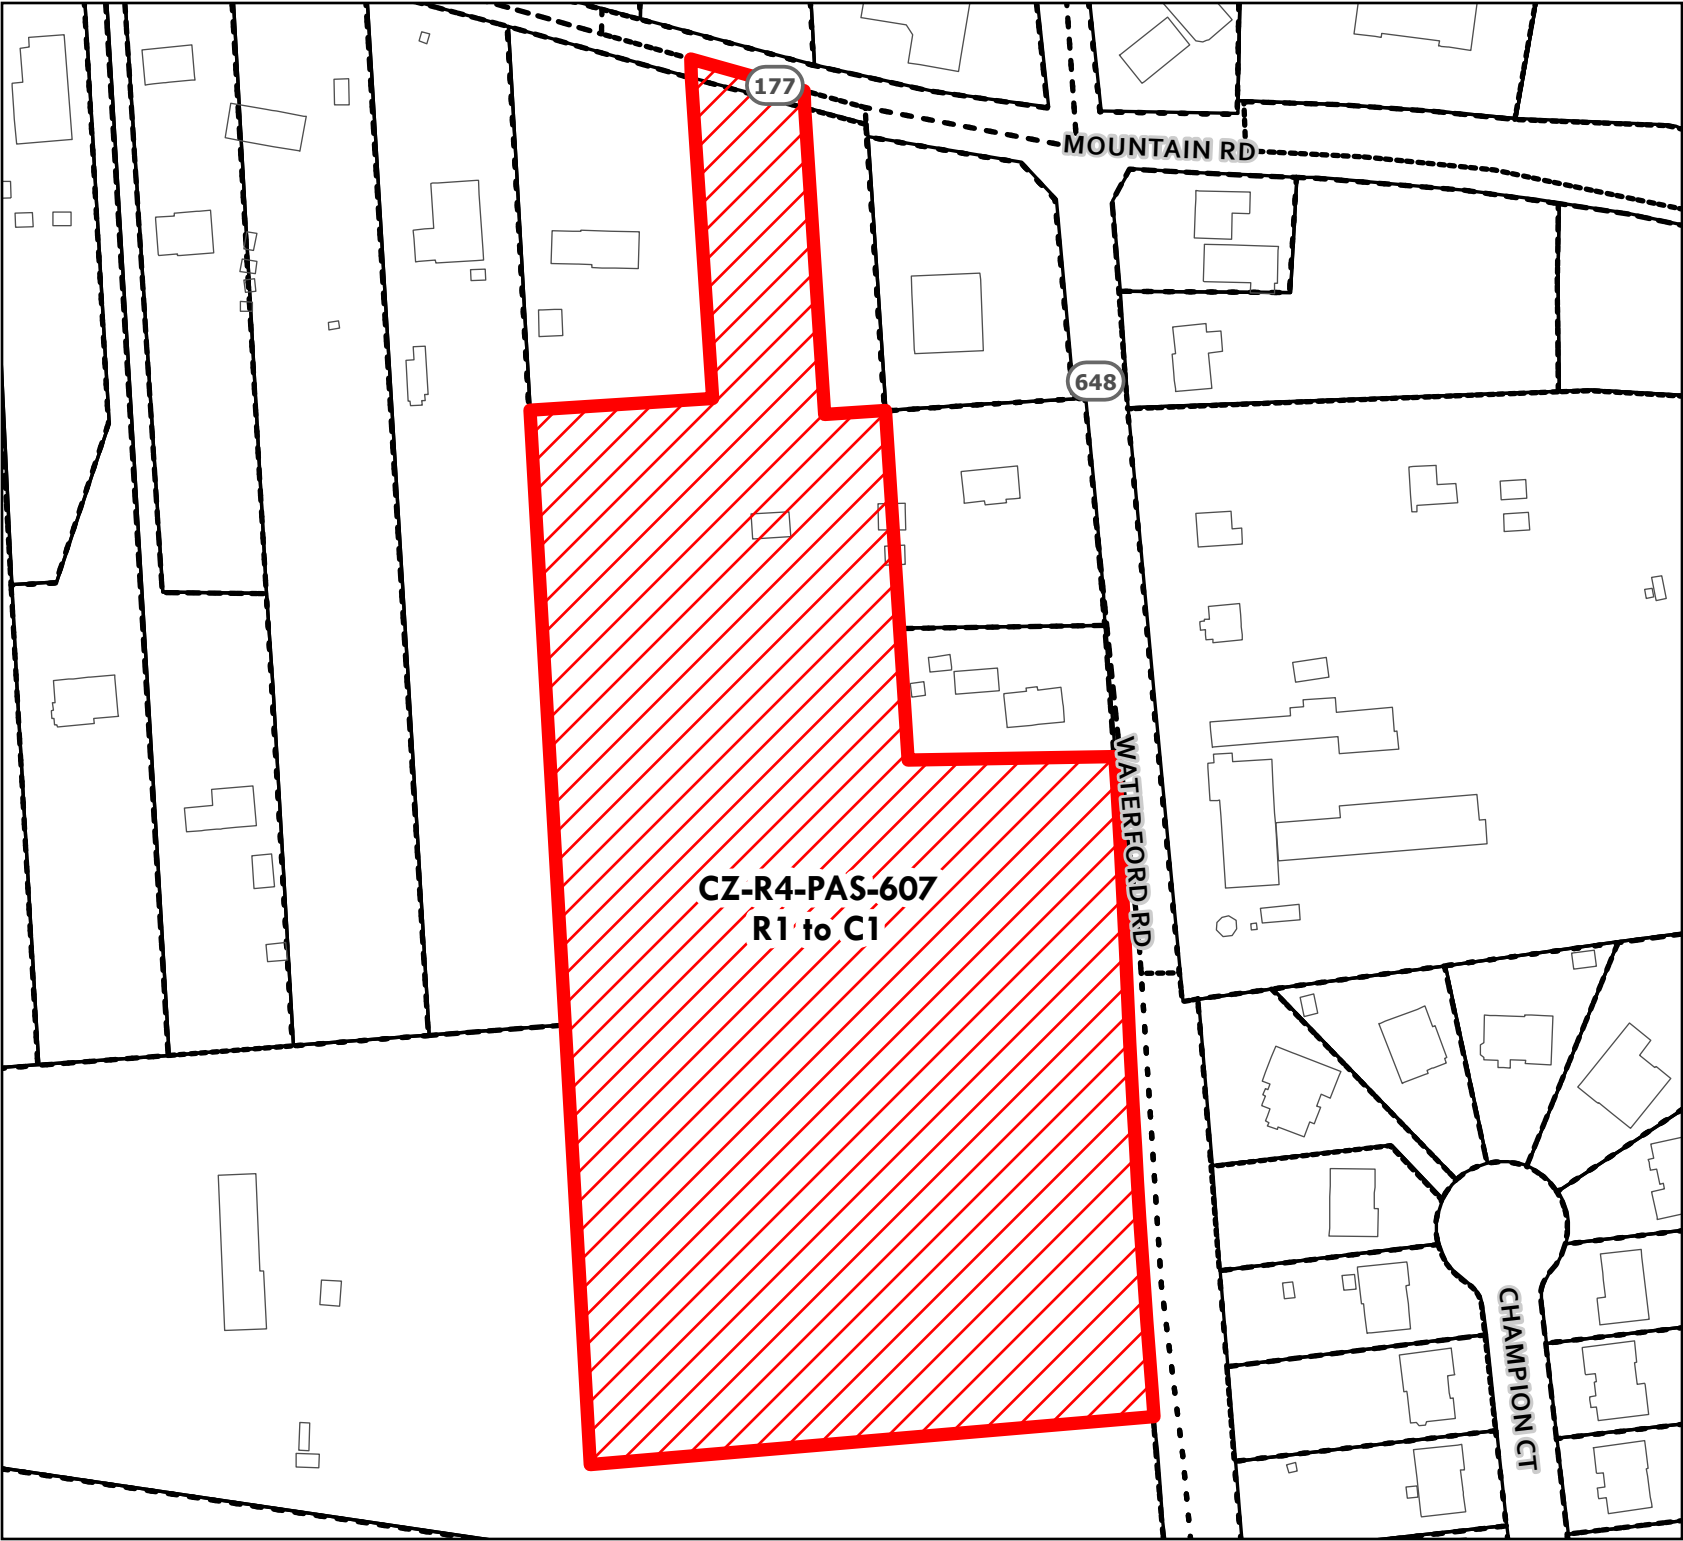 177
MOUNTAIN RD
648
WATERFORD RD
CZ-R4-PAS-607
R1 to C1
CHAMPION CT